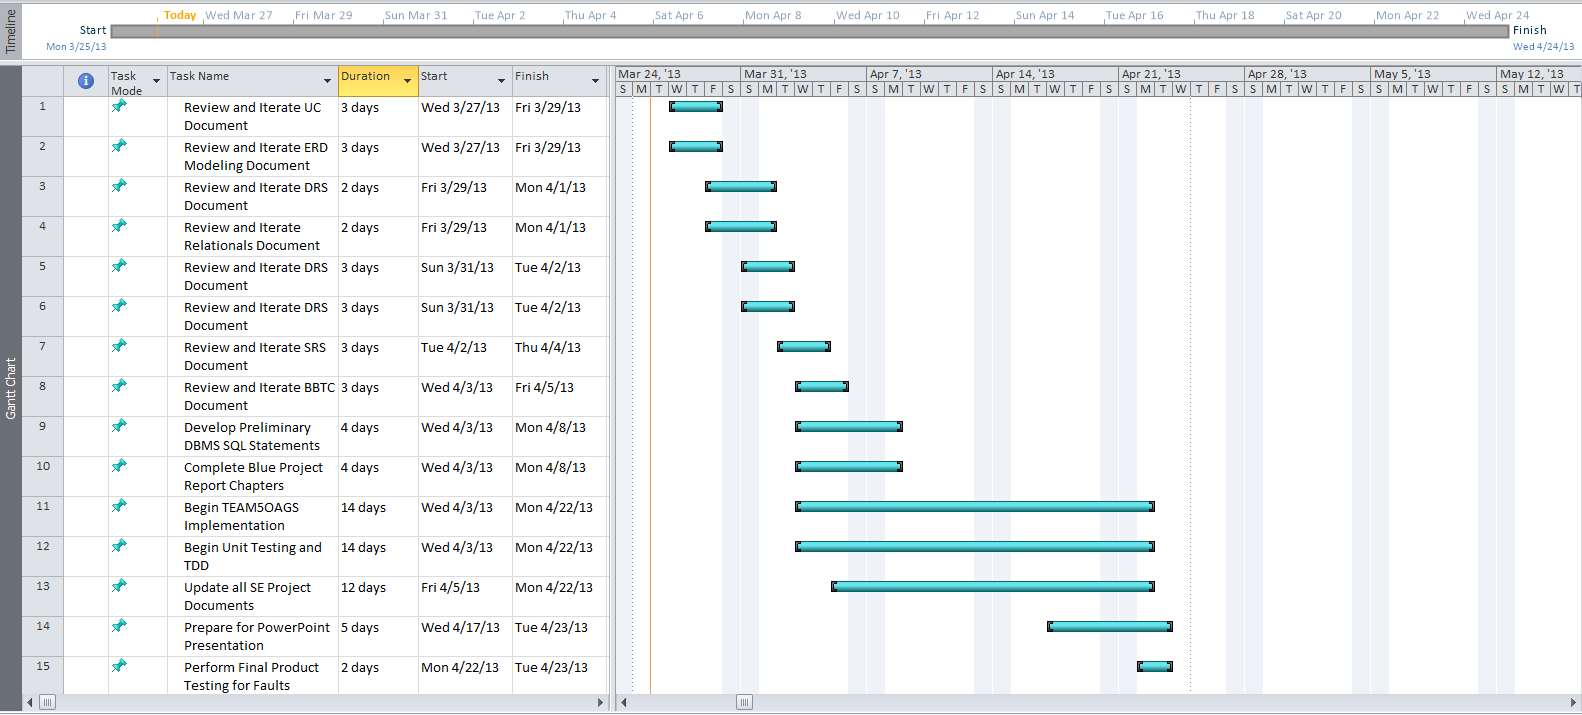 Timeline
Today Wed Mar 27 Fri Mar 29 Sun Mar 31 Tue Apr 2 Thu Apr 4 Sat Apr 6 Mon Apr 8 Wed Apr 10 Fri Apr 12 Sun Apr 14 Tue Apr 16 Thu Apr 18 Sat Apr 20 Mon Apr 22 Wed Apr 24
Start
Mon 3/25/13
Finish
Wed 4/24/13
Gantt Chart
Task Mode Task Name Duration Start Finish
Mar 24, '13 Mar 31, '13 Apr 7, '13 Apr 14, '13 Apr 21, '13 Apr 28, '13 May 5, '13 May 12, '13
S M T W T F S S M T W T F S S M T W T F S S M T W T F S S M T W T F S S M T W T F S S M T W T F S S M T W T
1 Review and Iterate UC 3 days Wed 3/27/13 Fri 3/29/13
Document
2 Review and Iterate ERD 3 days Wed 3/27/13 Fri 3/29/13
Modeling Document
3 Review and Iterate DRS 2 days Fri 3/29/13 Mon 4/1/13
Document
4 Review and Iterate 2 days Fri 3/29/13 Mon 4/1/13
Relationals Document
5 Review and Iterate DRS 3 days Sun 3/31/13 Tue 4/2/13
Document
6 Review and Iterate DRS 3 days Sun 3/31/13 Tue 4/2/13
Document
7 Review and Iterate SRS 3 days Tue 4/2/13 Thu 4/4/13
Document
8 Review and Iterate BBTC 3 days Wed 4/3/13 Fri 4/5/13
Document
9 Develop Preliminary 4 days Wed 4/3/13 Mon 4/8/13
DBMS SQL Statements
10 Complete Blue Project 4 days Wed 4/3/13 Mon 4/8/13
Report Chapters
11 Begin TEAM5OAGS 14 days Wed 4/3/13 Mon 4/22/13
Implementation
12 Begin Unit Testing and 14 days Wed 4/3/13 Mon 4/22/13
TDD
13 Update all SE Project 12 days Fri 4/5/13 Mon 4/22/13
Documents
14 Prepare for PowerPoint 5 days Wed 4/17/13 Tue 4/23/13
Presentation
15 Perform Final Product 2 days Mon 4/22/13 Tue 4/23/13
Testing for Faults